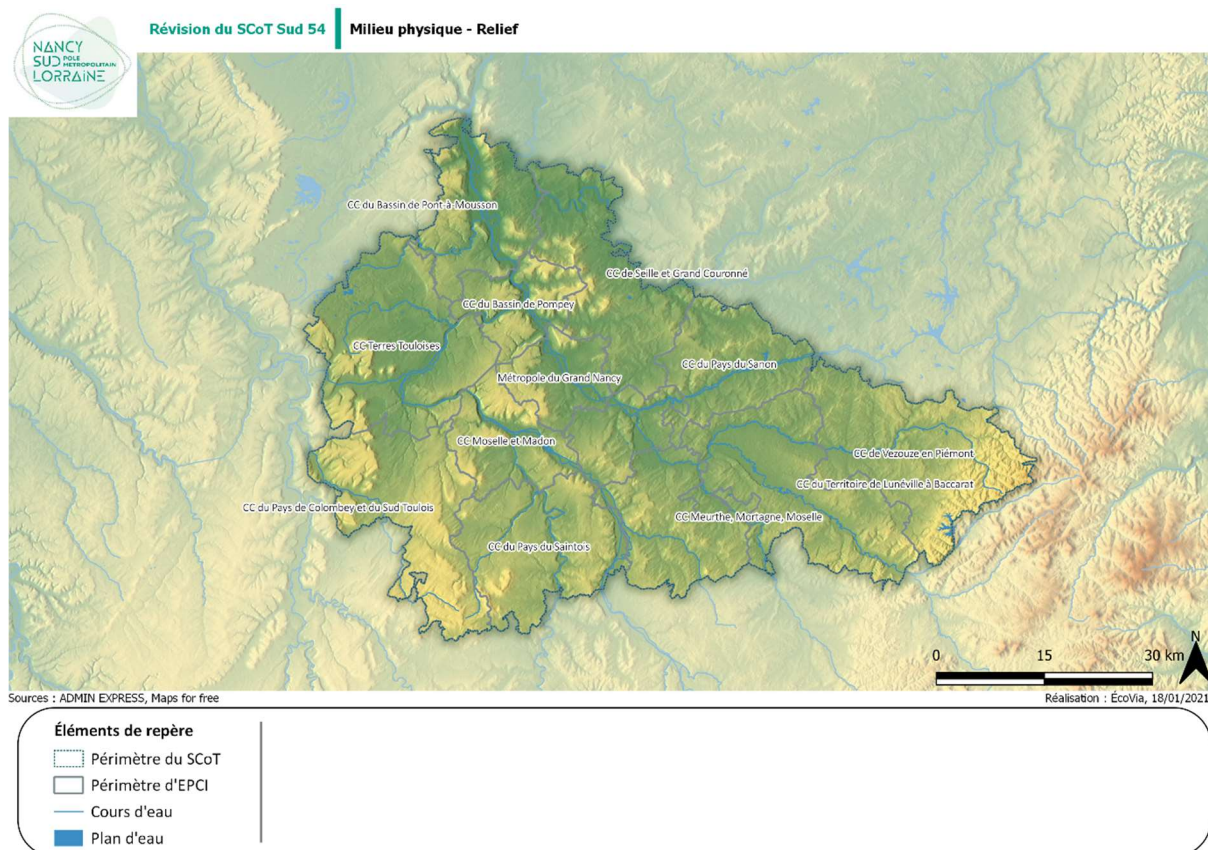 NANCY
SUD PÔLE MÉTROPOLITAIN
LORRAINE
Révision du SCoT Sud 54
Milieu physique - Relief
CC du Bassin de Pont-à-Mousson
CC de Seille et Grand Couronné
CC du Bassin de Pompey
CC Terres Touloises
CC du Pays du Sanon
Métropole du Grand Nancy
CC Moselle et Madon
CC de Vezouze en Piémont
CC du Territoire de Lunéville à Baccarat
CC du Pays de Colombey et du Sud Toulois
CC Meurthe, Mortagne, Moselle
CC du Pays du Saintois
N
0 15 30 km
Sources : ADMIN EXPRESS, Maps for free
Réalisation : ÉcoVia, 18/01/2021
Éléments de repère
Périmètre du SCoT
Périmètre d'EPCI
Cours d'eau
Plan d'eau